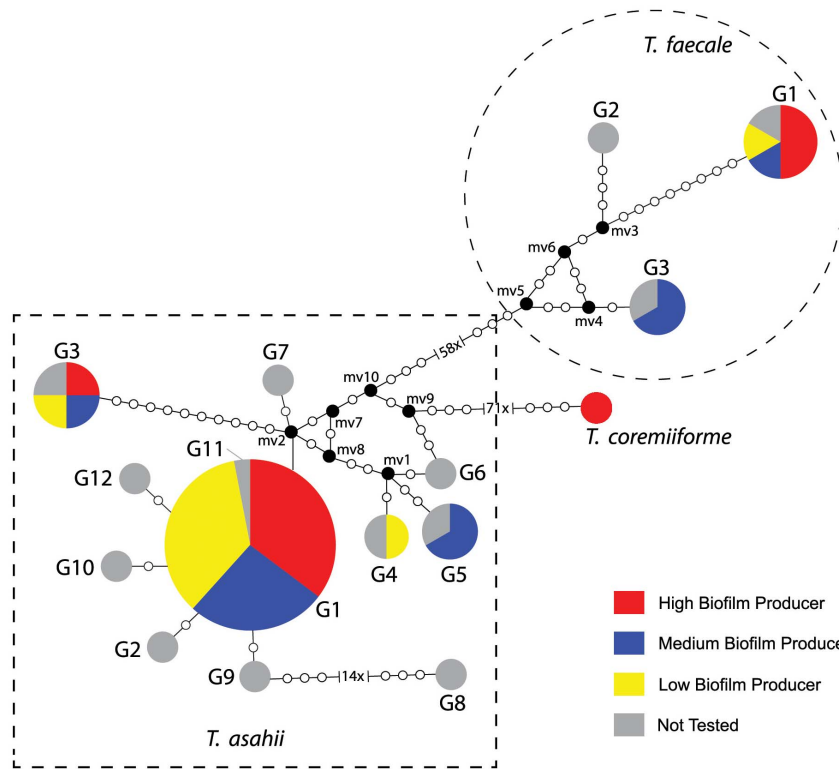 T. faecale
G1
G2
mv3
mv6
G3
mv5
mv4
58x
G3
G7
mv10
mv9
mv7
71x
mv2
mv8
T. coremiiforme
G11
mv1
G6
G12
G4
G5
G10
G1
High Biofilm Producer
Medium Biofilm Produce
G2
G9
14x
G8
Low Biofilm Producer
Not Tested
T. asahii